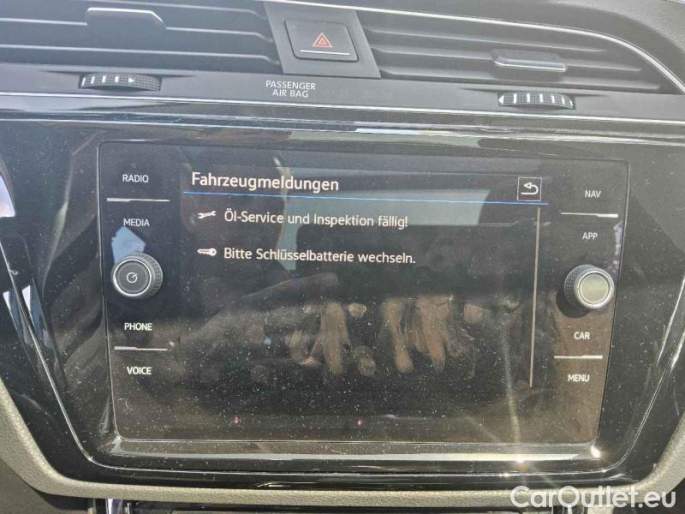 PASSENGER
AIR BAG
RADIO
Fahrzeugmeldungen
NAV
MEDIA
Öl-Service und Inspektion fällig!
APP
Bitte Schlüsselbatterie wechseln.
PHONE
CAR
VOICE
MENU
CarOutlet.eu